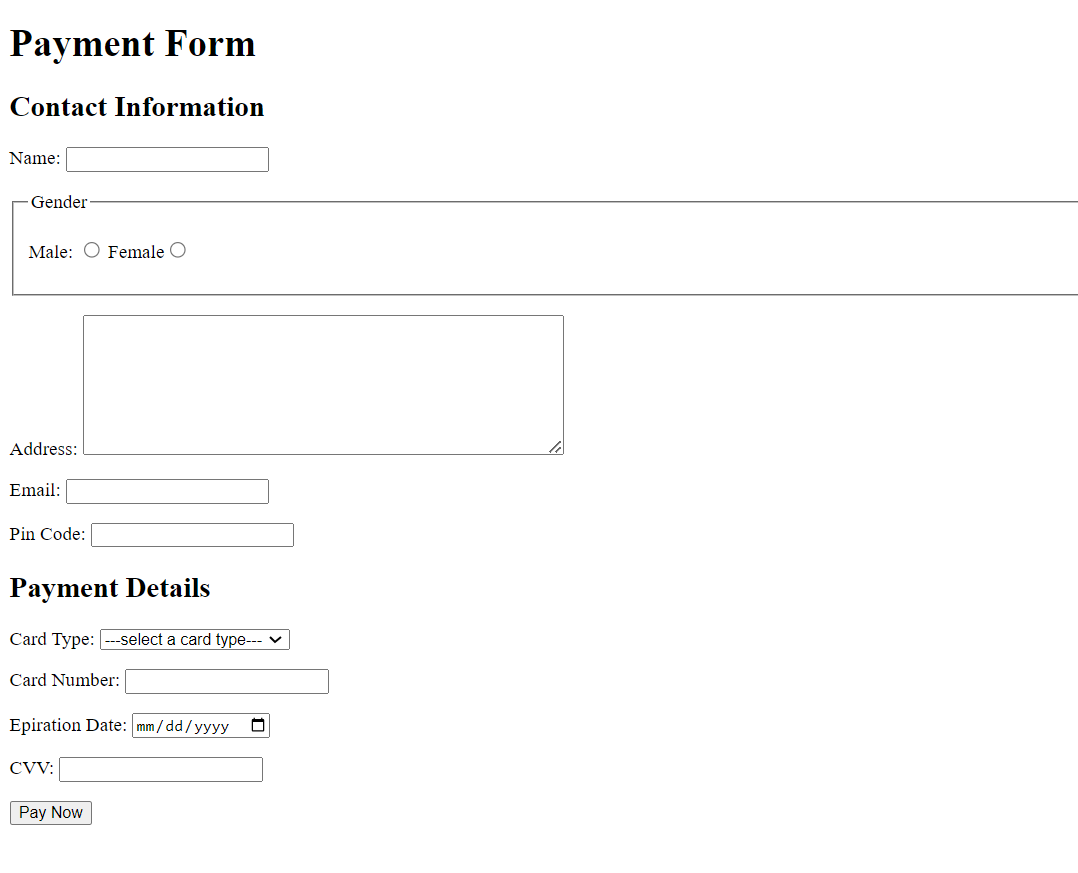 Payment Form
Contact Information
Name:
Gender
Male: Female
Address:
Email:
Pin Code:
Payment Details
Card Type: ---select a card type---
Card Number:
Epiration Date: mm/dd/yyyy
CVV:
Pay Now